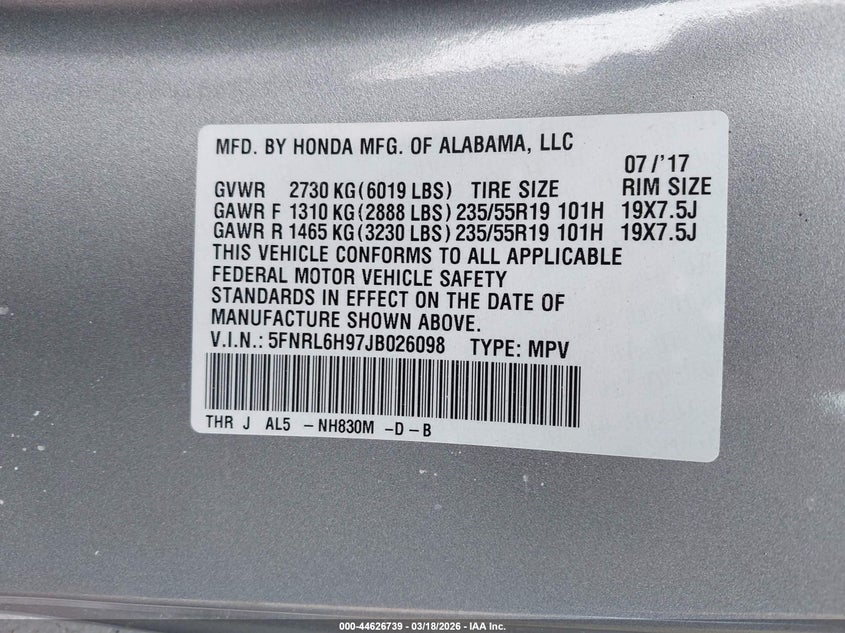 MFD. BY HONDA MFG. OF ALABAMA, LLC
07/'17
GVWR 2730 KG(6019 LBS) TIRE SIZE RIM SIZE
GAWR F 1310 KG(2888 LBS) 235/55R19 101H 19X7.5J
GAWR R 1465 KG(3230 LBS) 235/55R19 101H 19X7.5J
THIS VEHICLE CONFORMS TO ALL APPLICABLE
FEDERAL MOTOR VEHICLE SAFETY
STANDARDS IN EFFECT ON THE DATE OF
MANUFACTURE SHOWN ABOVE.
V.I.N.: 5FNRL6H97JB026098 TYPE: MPV
THR J AL5 -NH830M -D-B
000-44626739 - 03/18/2026 - IAA Inc.